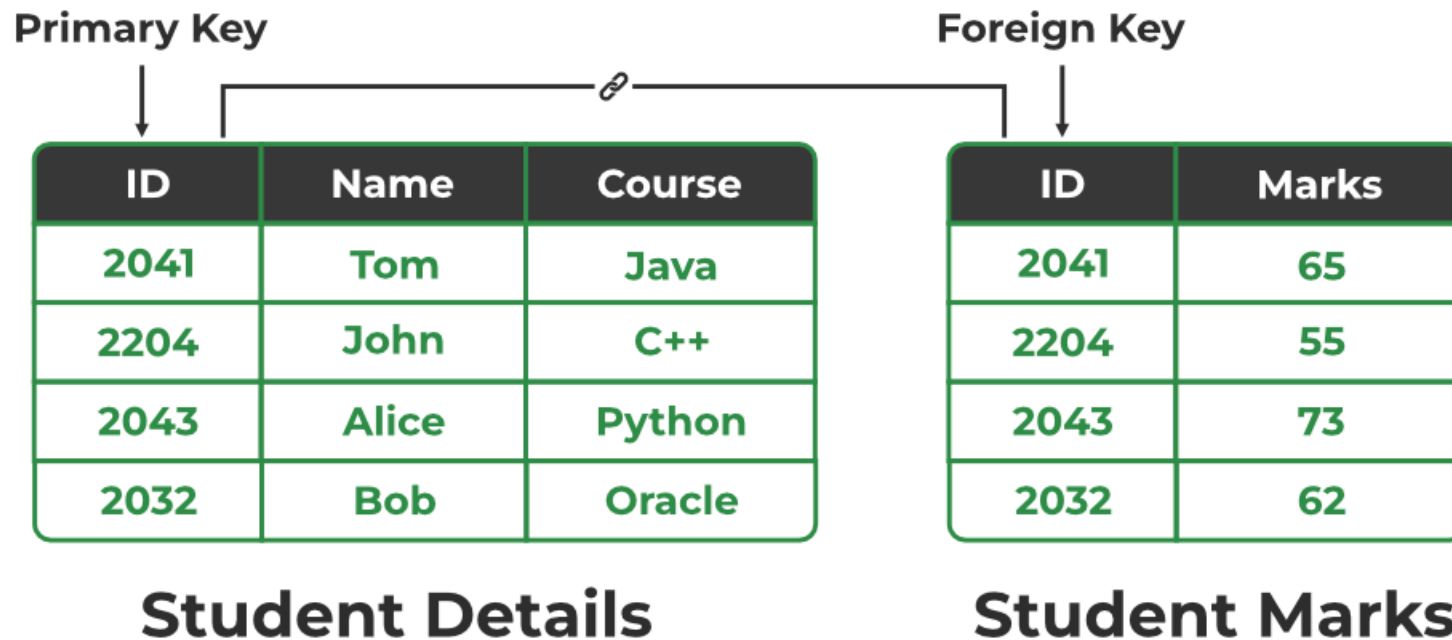 Primary Key
Foreign Key
ID Name Course
2041 Tom Java
2204 John C++
2043 Alice Python
2032 Bob Oracle
Student Details
ID Marks
2041 65
2204 55
2043 73
2032 62
Student Marks